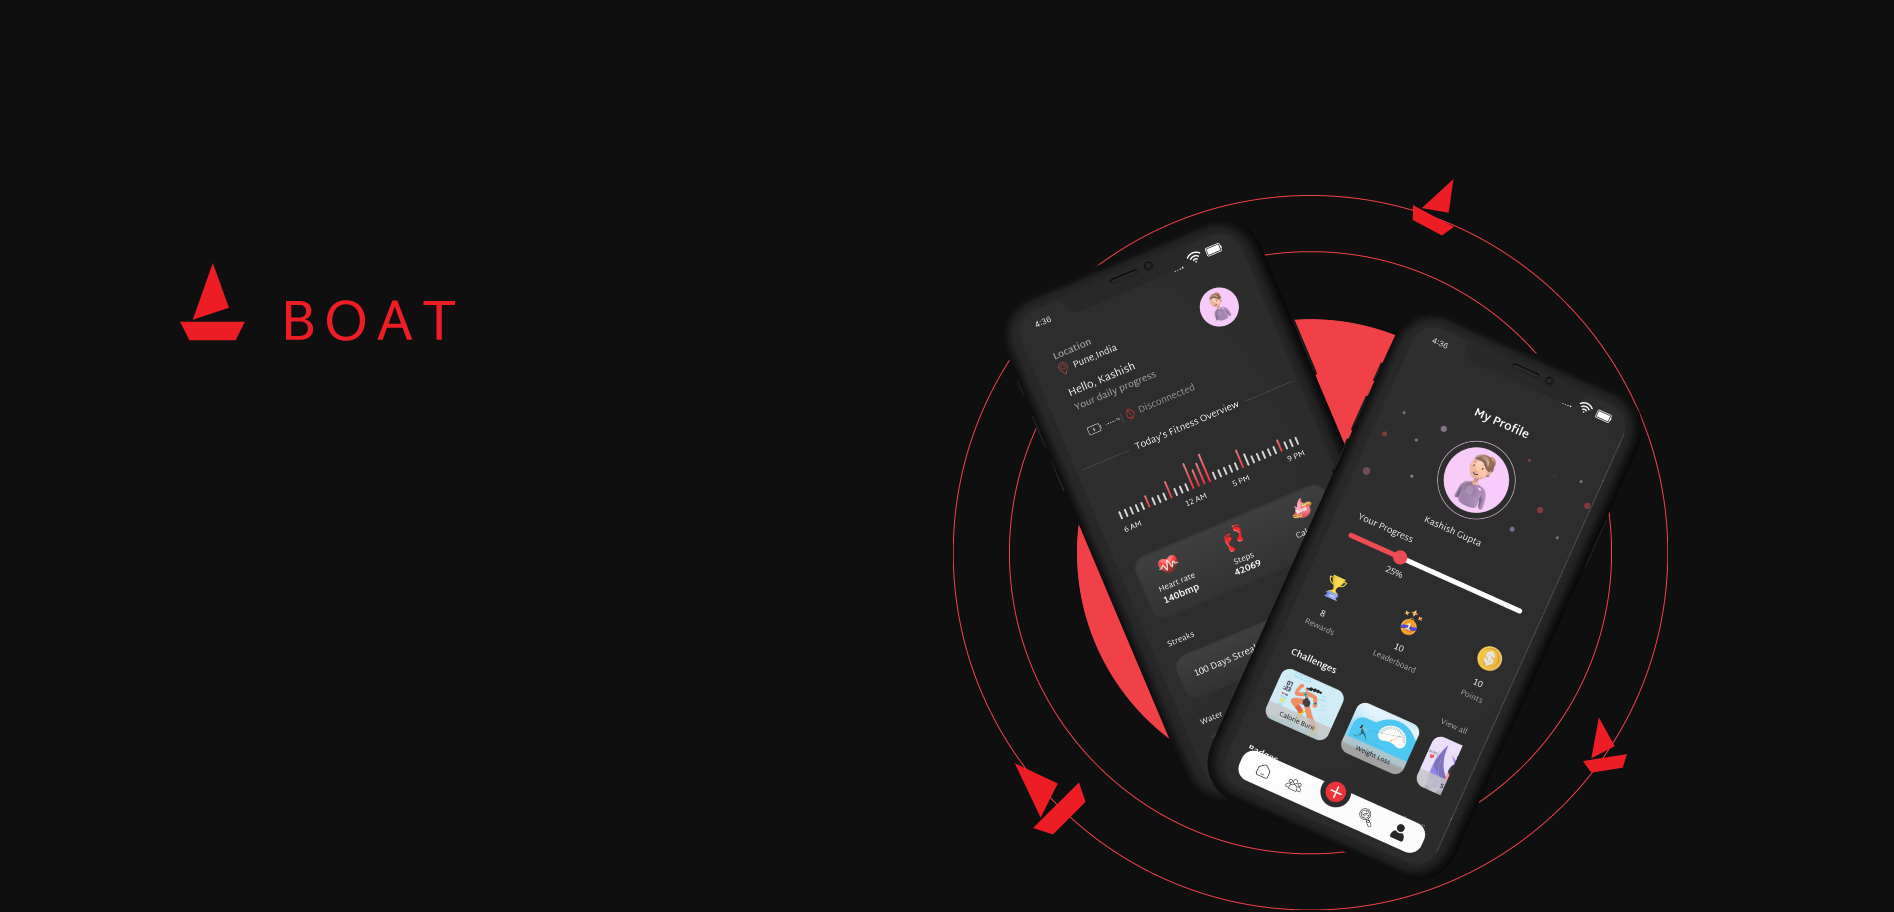 BOAT
4:36
Location
Pune,India
Hello, Kashish
Your daily progress
Disconnected
Today's Fitness Overview
6 AM
12 AM
5 PM
9 PM
Heart rate
140bmp
Steps
42069
Cal
Streaks
100 Days Strea
Water
4:36
My Profile
Kashish Gupta
Your Progress
25%
8
Rewards
10
Leaderboard
10
Points
Challenges
View all
Calorie Burn
Weight Loss
S
Badges